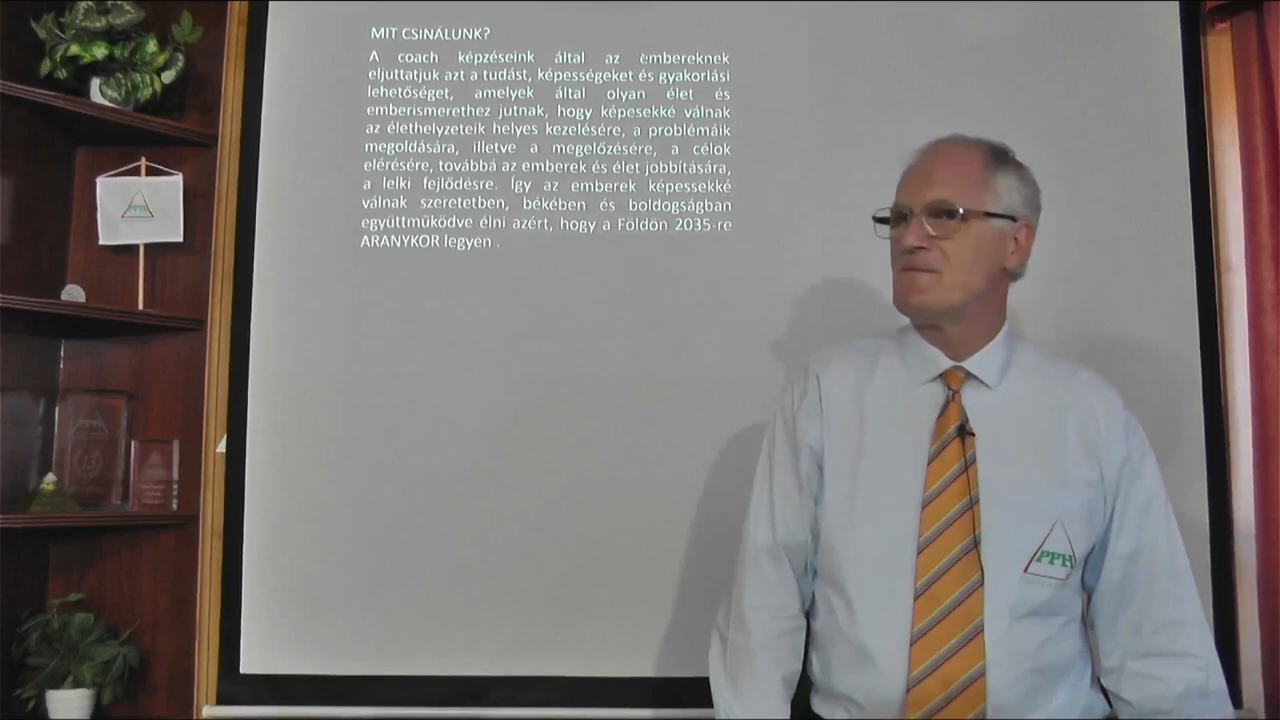 MIT CSINÁLUNK?
A coach képzéseink által az embereknek
eljuttatjuk azt a tudást, képességeket és gyakorlási
lehetőséget, amelyek által olyan élet és
emberismerethez jutnak, hogy képesekké válnak
az élethelyzeteik helyes kezelésére, a problémáik
megoldására, illetve a megelőzésére, a célok
elérésére, továbbá az emberek és élet jobbítására,
a lelki fejlődésre. Így az emberek képessekké
válnak szeretetben, békében és boldogságban
együttműködve élni azért, hogy a Földön 2035-re
ARANYKOR legyen .
PPH
PPH
13